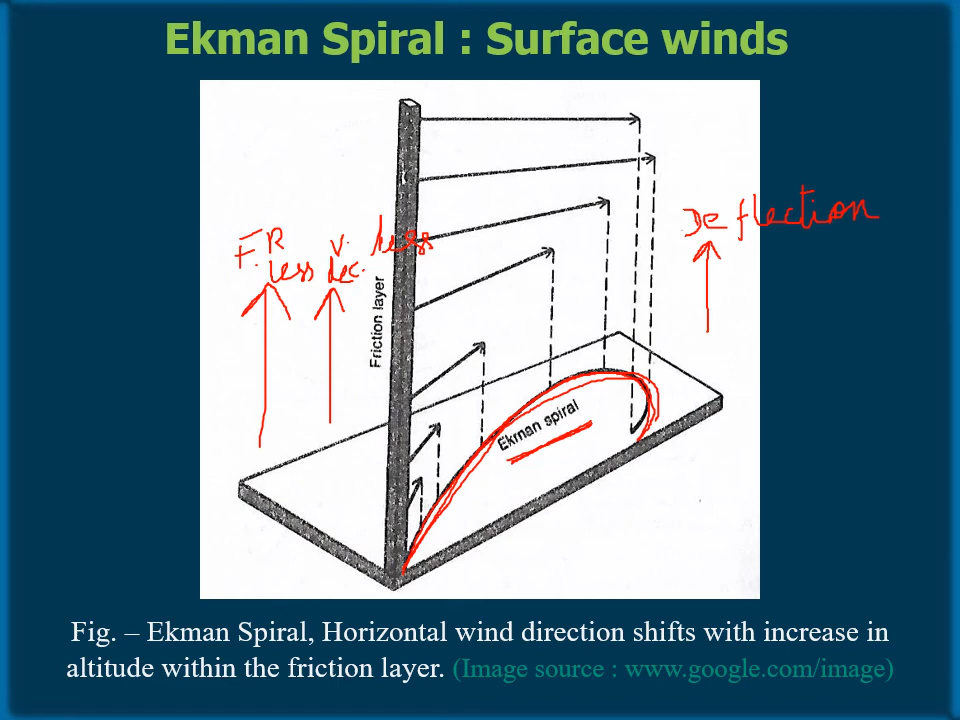 Ekman Spiral : Surface winds
Deflection
F.R V. less
less dec.
Friction layer
Ekman spiral
Fig. – Ekman Spiral, Horizontal wind direction shifts with increase in
altitude within the friction layer. (Image source : www.google.com/image)